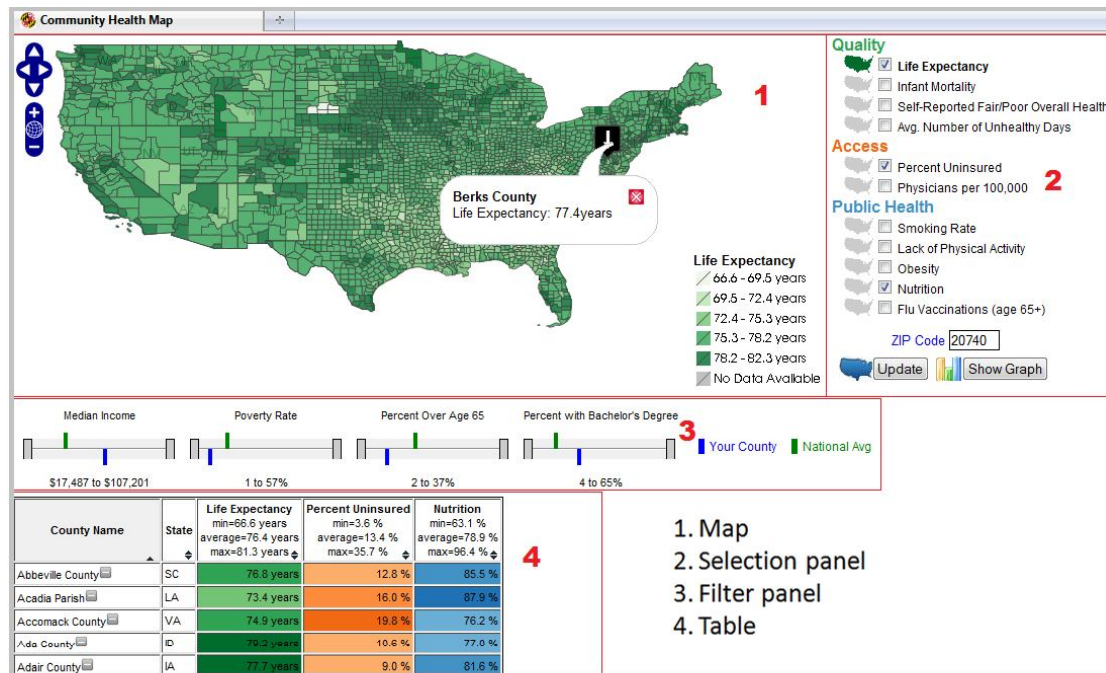 Community Health Map
1
Berks County
Life Expectancy: 77.4years
Life Expectancy
66.6 - 69.5 years
69.5 - 72.4 years
72.4 - 75.3 years
75.3 - 78.2 years
78.2 - 82.3 years
No Data Available
Quality
Life Expectancy
Infant Mortality
Self-Reported Fair/Poor Overall Health
Avg. Number of Unhealthy Days
Access
Percent Uninsured
Physicians per 100,000
2
Public Health
Smoking Rate
Lack of Physical Activity
Obesity
Nutrition
Flu Vaccinations (age 65+)
ZIP Code 20740
Update Show Graph
Median Income Poverty Rate Percent Over Age 65 Percent with Bachelor's Degree
3
Your County National Avg
$17,487 to $107,201 1 to 57% 2 to 37% 4 to 65%
County Name State Life Expectancy Percent Uninsured Nutrition
min=66.6 years min=3.6 % min=63.1 %
average=76.4 years average=13.4 % average=78.9 %
max=81.3 years max=35.7 % max=96.4 %
4
Abbeville County SC 76.8 years 12.8 % 85.5 %
Acadia Parish LA 73.4 years 16.0 % 87.9 %
Accomack County VA 74.9 years 19.8 % 76.2 %
Ada County ID 79.2 years 10.6 % 77.0 %
Adair County IA 77.7 years 9.0 % 81.6 %
1. Map
2. Selection panel
3. Filter panel
4. Table